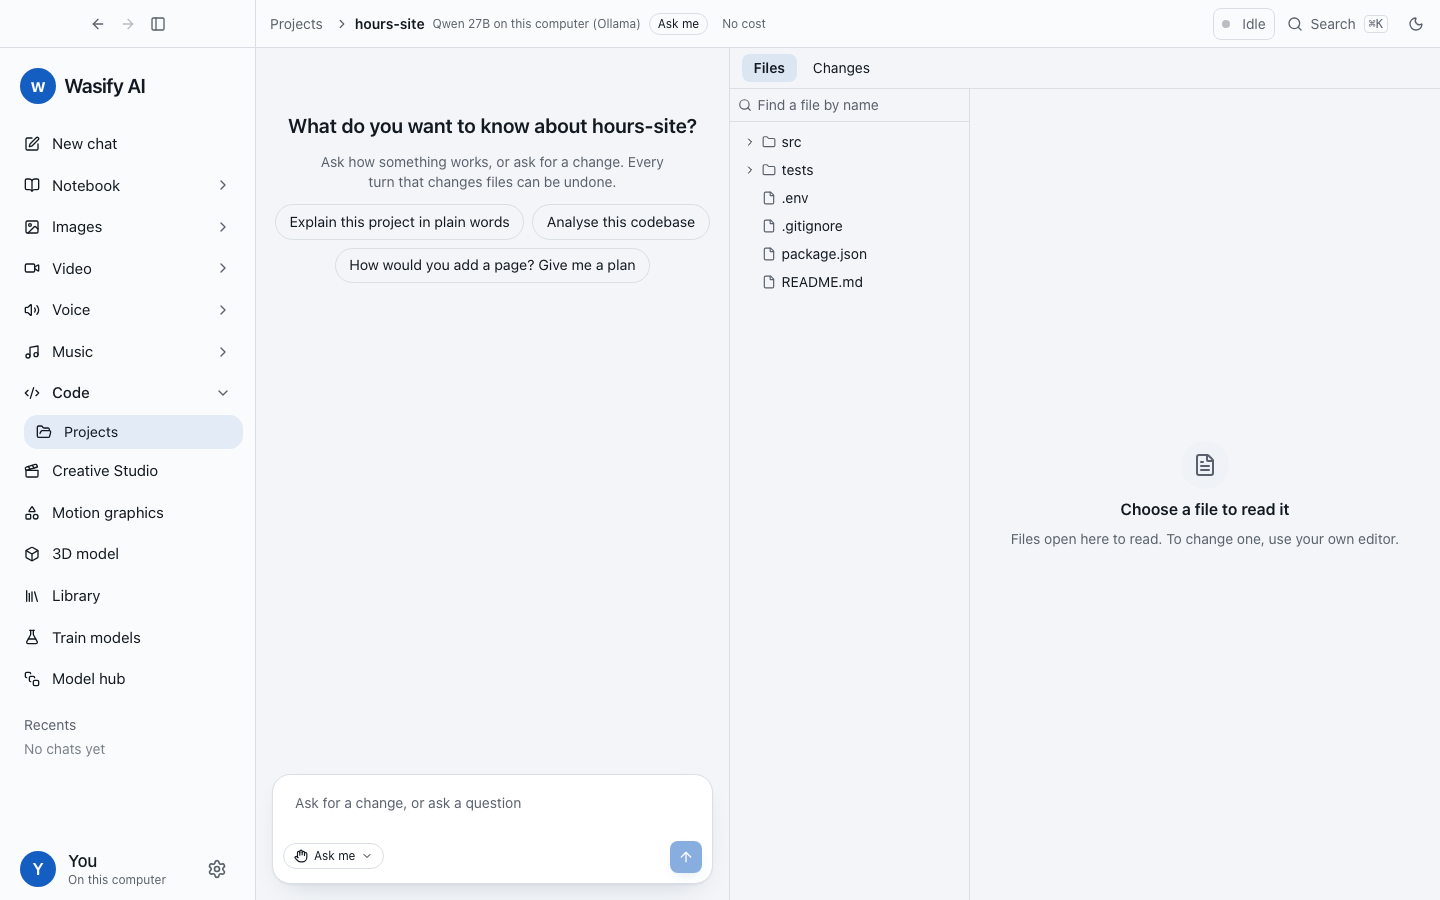 Projects
hours-site
Qwen 27B on this computer (Ollama)
Ask me
No cost
Idle
Search
⌘K
W
Wasify AI
New chat
Notebook
Images
Video
Voice
Music
Code
Projects
Creative Studio
Motion graphics
3D model
Library
Train models
Model hub
Recents
No chats yet
Y
You
On this computer
What do you want to know about hours-site?
Ask how something works, or ask for a change. Every
turn that changes files can be undone.
Explain this project in plain words
Analyse this codebase
How would you add a page? Give me a plan
Ask for a change, or ask a question
Ask me
Files
Changes
Find a file by name
src
tests
.env
.gitignore
package.json
README.md
Choose a file to read it
Files open here to read. To change one, use your own editor.